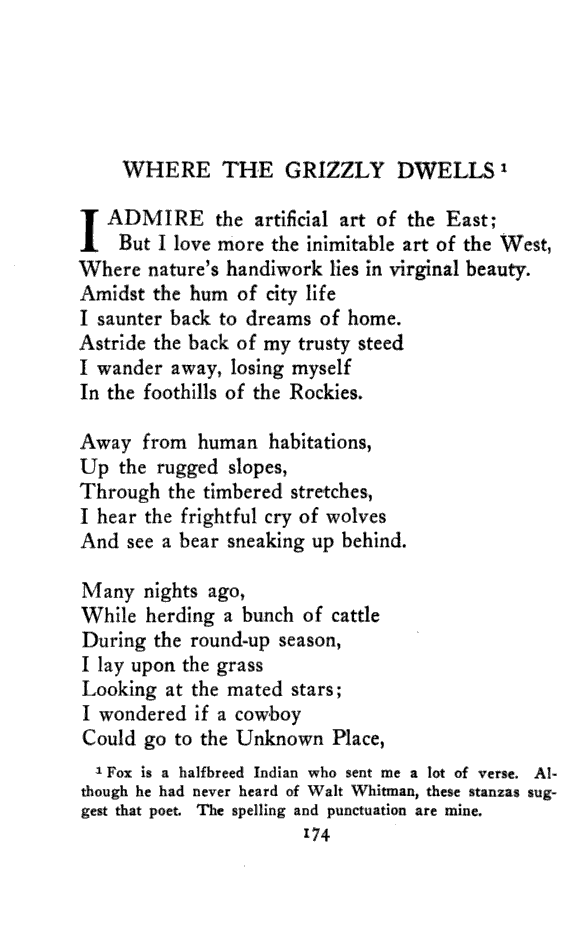 WHERE THE GRIZZLY DWELLS ¹
I ADMIRE the artificial art of the East;
But I love more the inimitable art of the West,
Where nature's handiwork lies in virginal beauty.
Amidst the hum of city life
I saunter back to dreams of home.
Astride the back of my trusty steed
I wander away, losing myself
In the foothills of the Rockies.

Away from human habitations,
Up the rugged slopes,
Through the timbered stretches,
I hear the frightful cry of wolves
And see a bear sneaking up behind.

Many nights ago,
While herding a bunch of cattle
During the round-up season,
I lay upon the grass
Looking at the mated stars;
I wondered if a cowboy
Could go to the Unknown Place,

¹ Fox is a halfbreed Indian who sent me a lot of verse. Al-
though he had never heard of Walt Whitman, these stanzas sug-
gest that poet. The spelling and punctuation are mine.
174